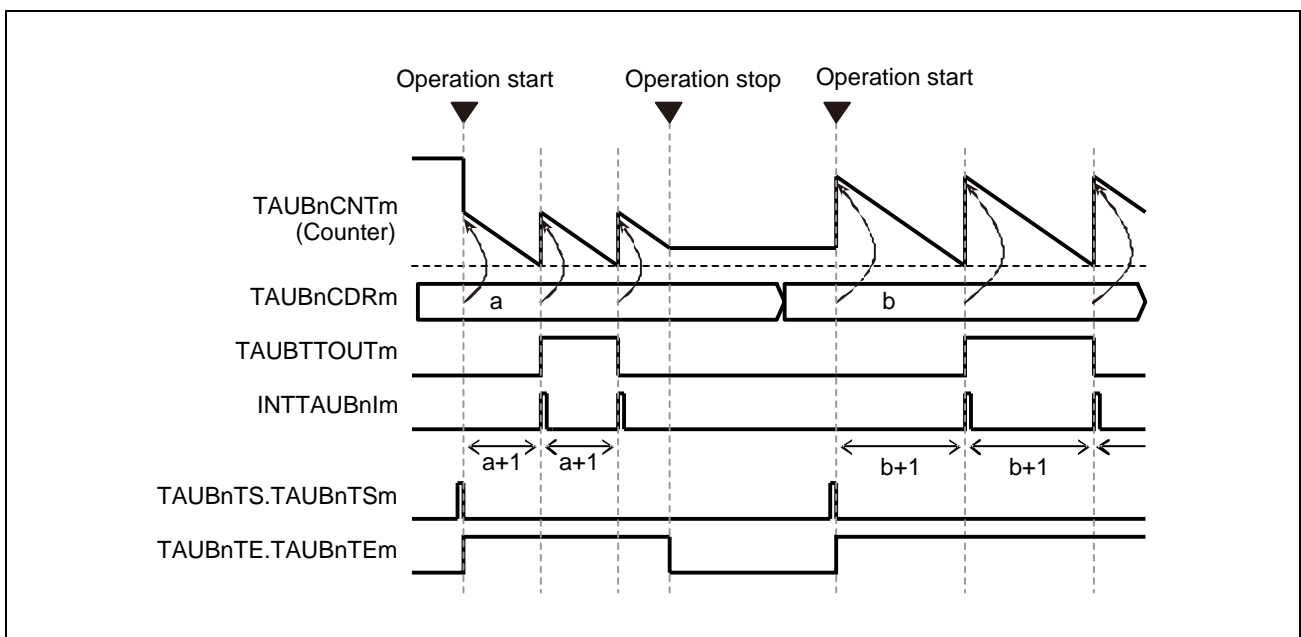 Operation start Operation stop Operation start
TAUBnCNTm
(Counter)
TAUBnCDRm a b
TAUBTTOUTm
INTTAUBnIm
a+1 a+1 b+1 b+1
TAUBnTS.TAUBnTSm
TAUBnTE.TAUBnTEm